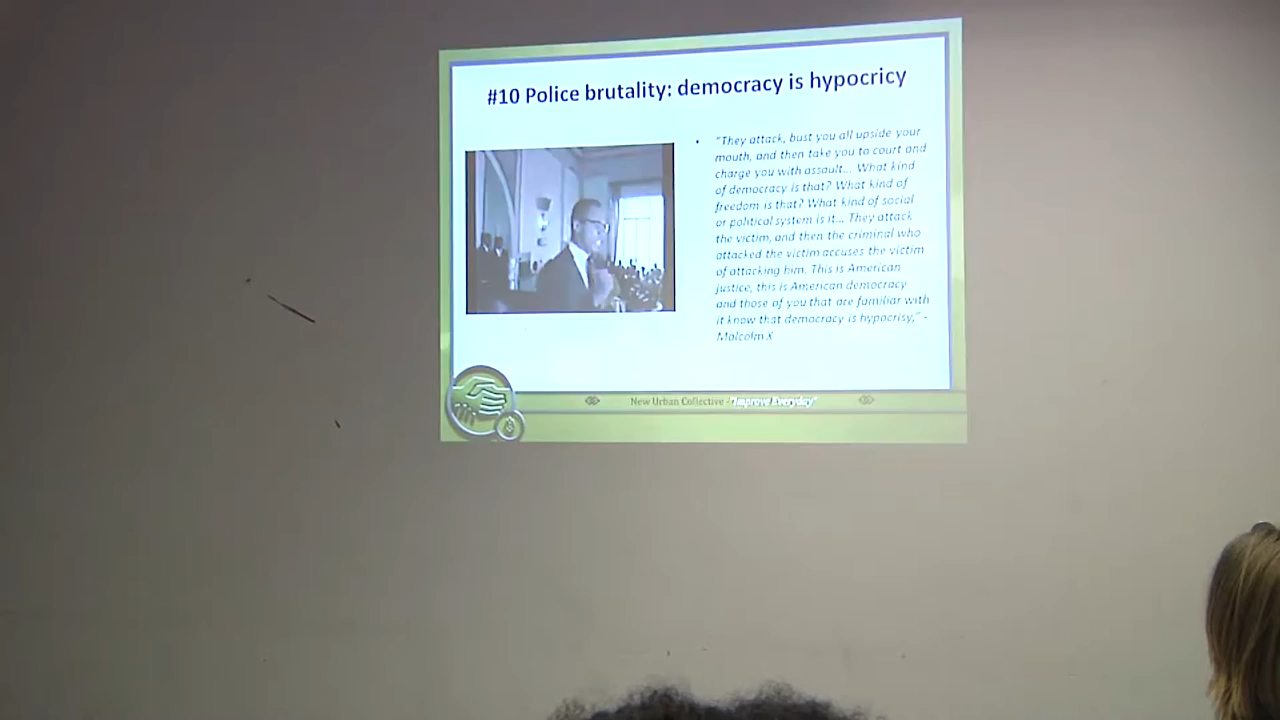 #10 Police brutality: democracy is hypocricy
• "They attack, bust you all upside your
mouth, and then take you to court and
charge you with assault... What kind
of democracy is that? What kind of
freedom is that? What kind of social
or political system is it... They attack
the victim, and then the criminal who
attacked the victim accuses the victim
of attacking him. This is American
justice, this is American democracy
and those of you that are familiar with
it know that democracy is hypocrisy," -
Malcolm X
New Urban Collective -"Improve Everyday"